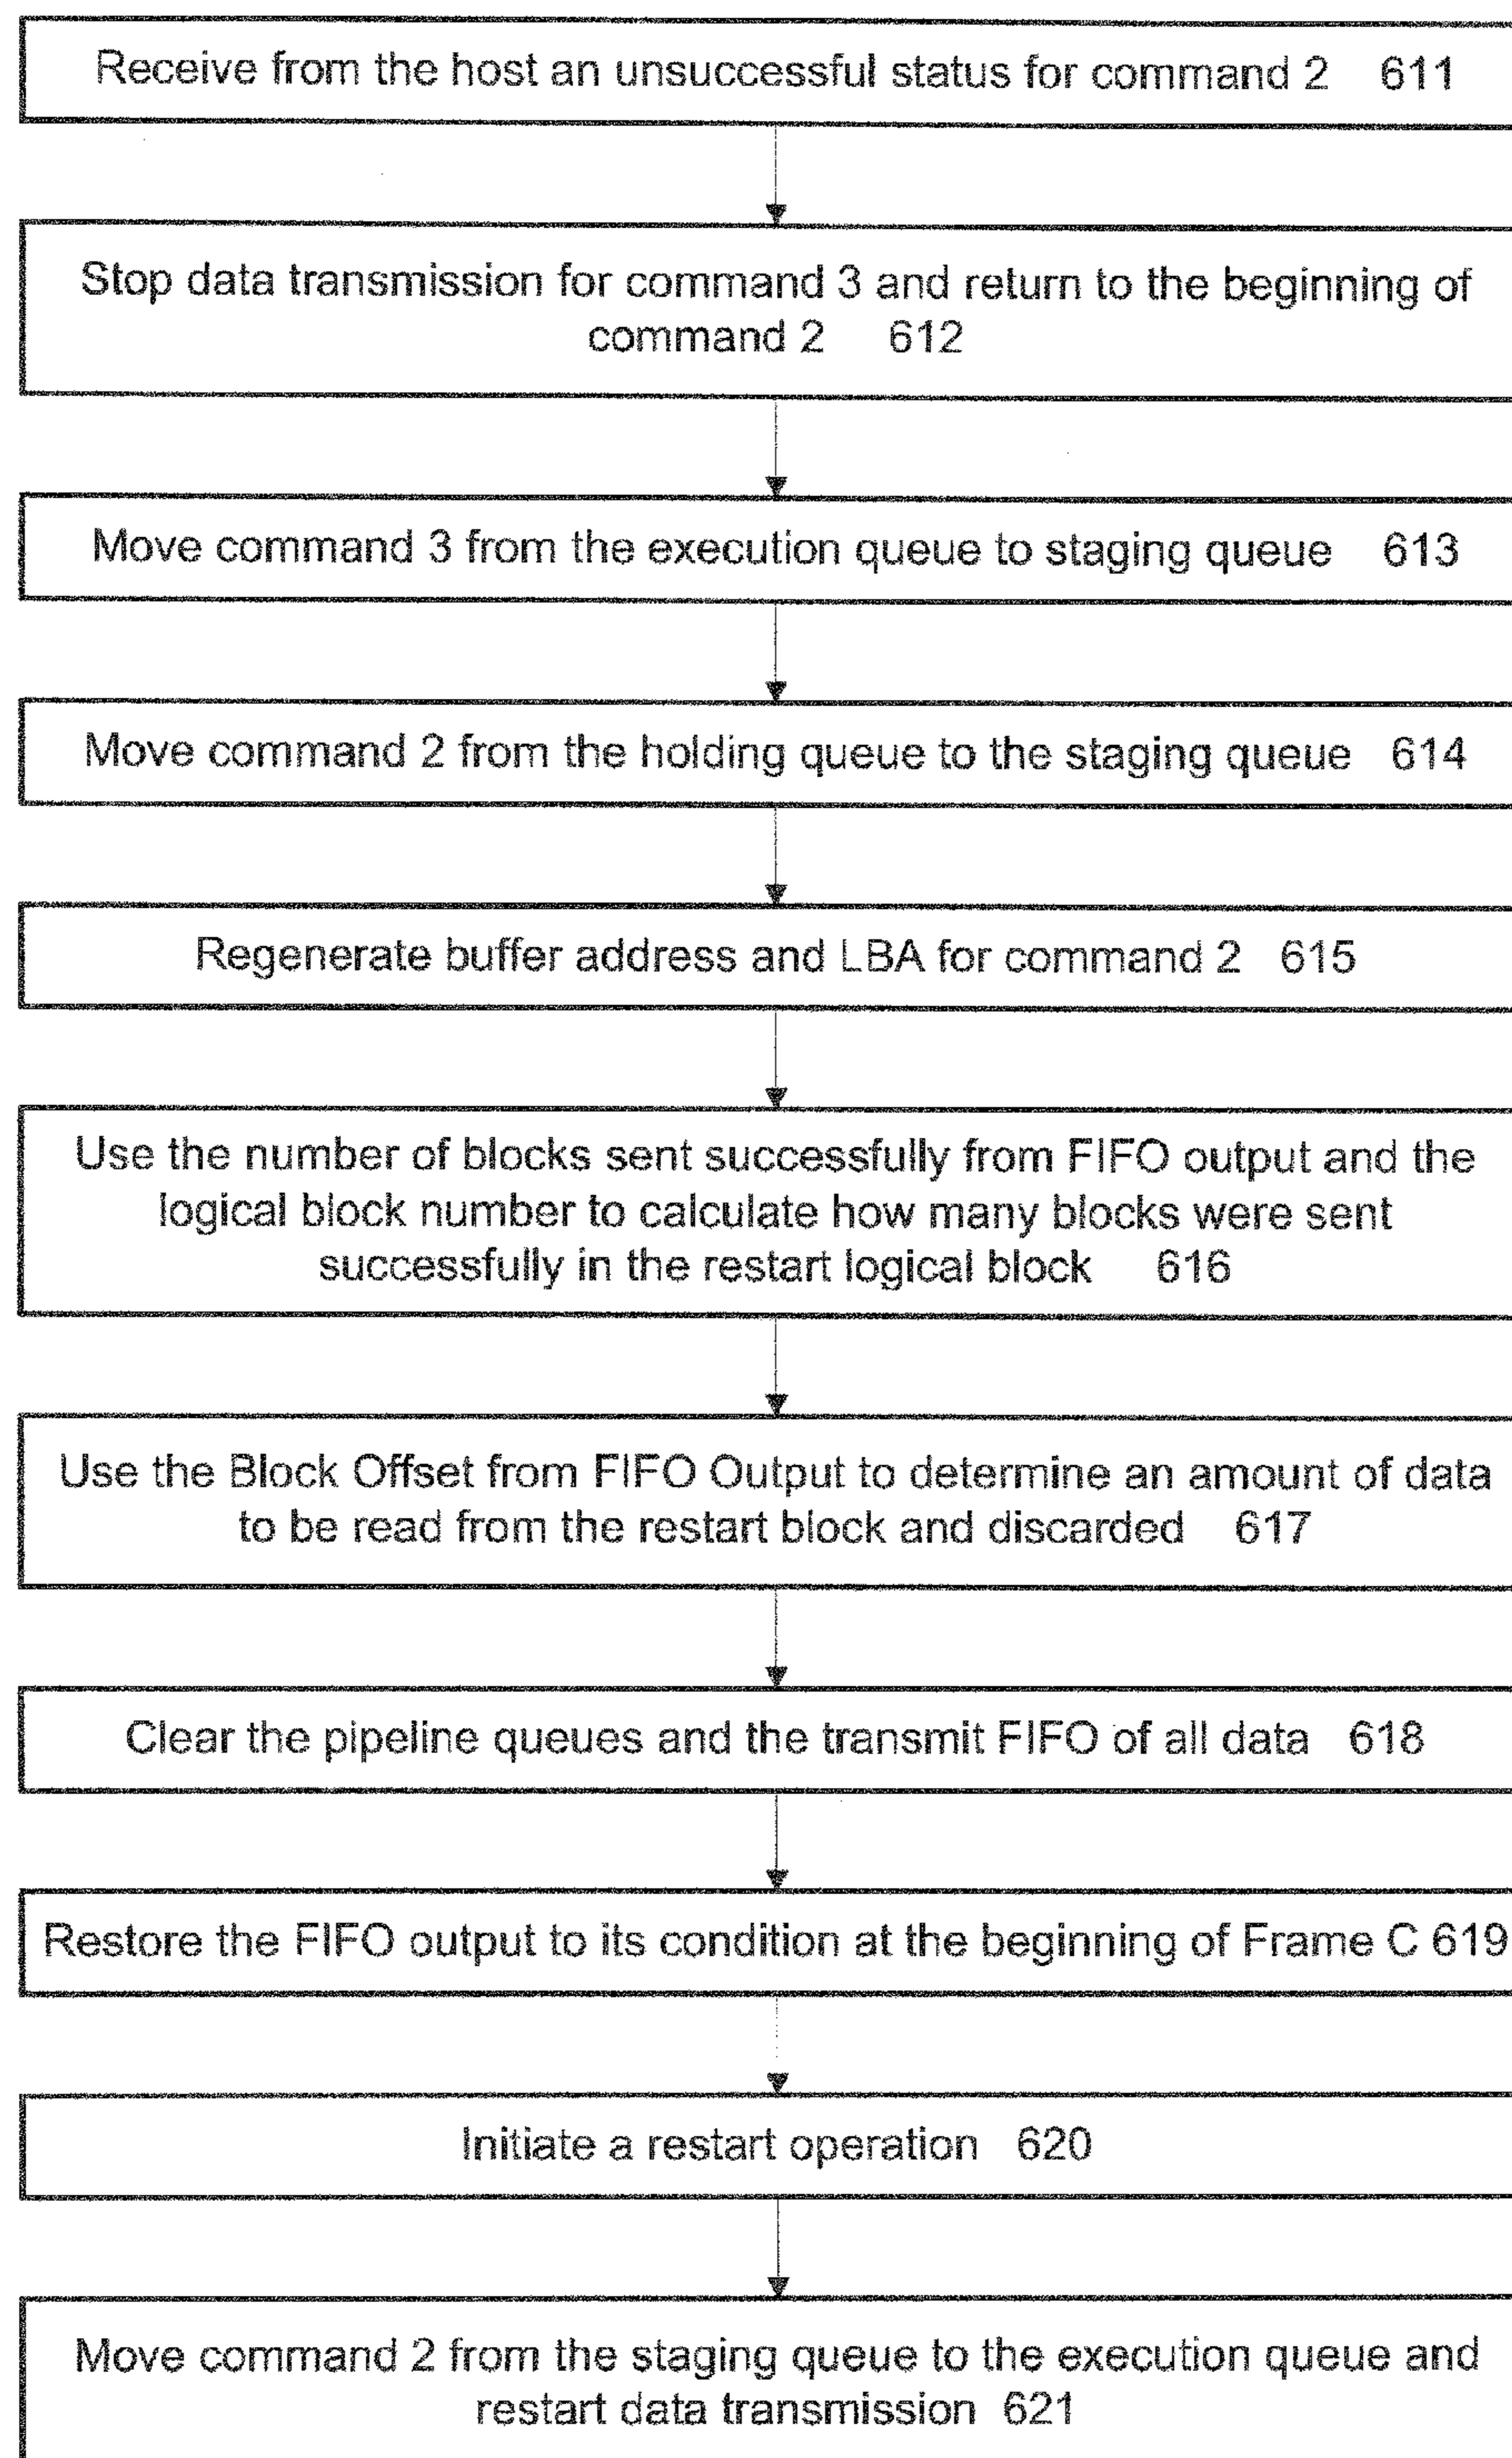 Receive from the host an unsuccessful status for command 2 611
Stop data transmission for command 3 and return to the beginning of
command 2 612
Move command 3 from the execution queue to staging queue 613
Move command 2 from the holding queue to the staging queue 614
Regenerate buffer address and LBA for command 2 615
Use the number of blocks sent successfully from FIFO output and the
logical block number to calculate how many blocks were sent
successfully in the restart logical block 616
Use the Block Offset from FIFO Output to determine an amount of data
to be read from the restart block and discarded 617
Clear the pipeline queues and the transmit FIFO of all data 618
Restore the FIFO output to its condition at the beginning of Frame C 619
Initiate a restart operation 620
Move command 2 from the staging queue to the execution queue and
restart data transmission 621